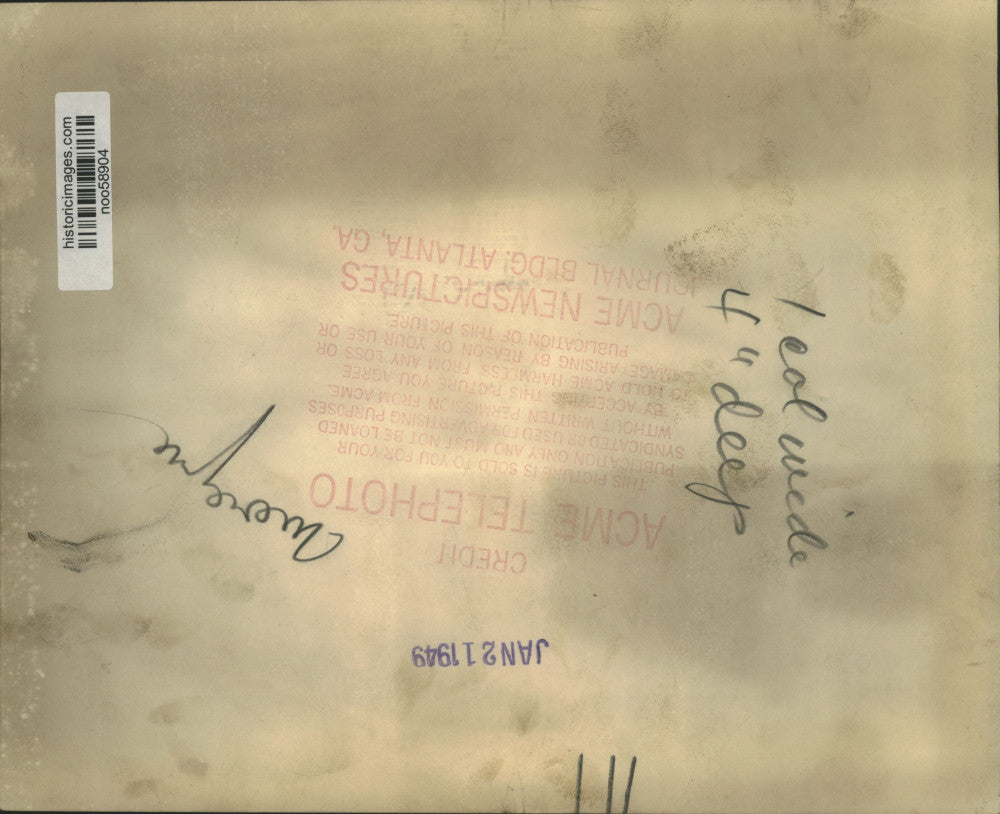 historicimages.com
noo58904
1 col wide
4" deep
CREDIT
ACME TELEPHOTO
THIS PICTURE IS SOLD TO YOU FOR YOUR
PUBLICATION ONLY AND MUST NOT BE LOANED
SYNDICATED OR USED FOR ADVERTISING PURPOSES
WITHOUT WRITTEN PERMISSION FROM ACME.
BY ACCEPTING THIS PICTURE YOU AGREE
TO HOLD ACME HARMLESS FROM ANY LOSS OR
DAMAGE ARISING BY REASON OF YOUR USE OR
PUBLICATION OF THIS PICTURE.
ACME NEWSPICTURES
JOURNAL BLDG. ATLANTA, GA.
JAN 21 1949